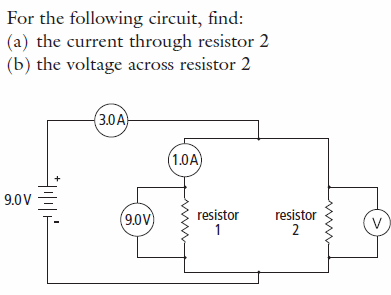 For the following circuit, find:
(a) the current through resistor 2
(b) the voltage across resistor 2
3.0 A
1.0A
+
9.0 V
-
9.0V
resistor
1
resistor
2
V